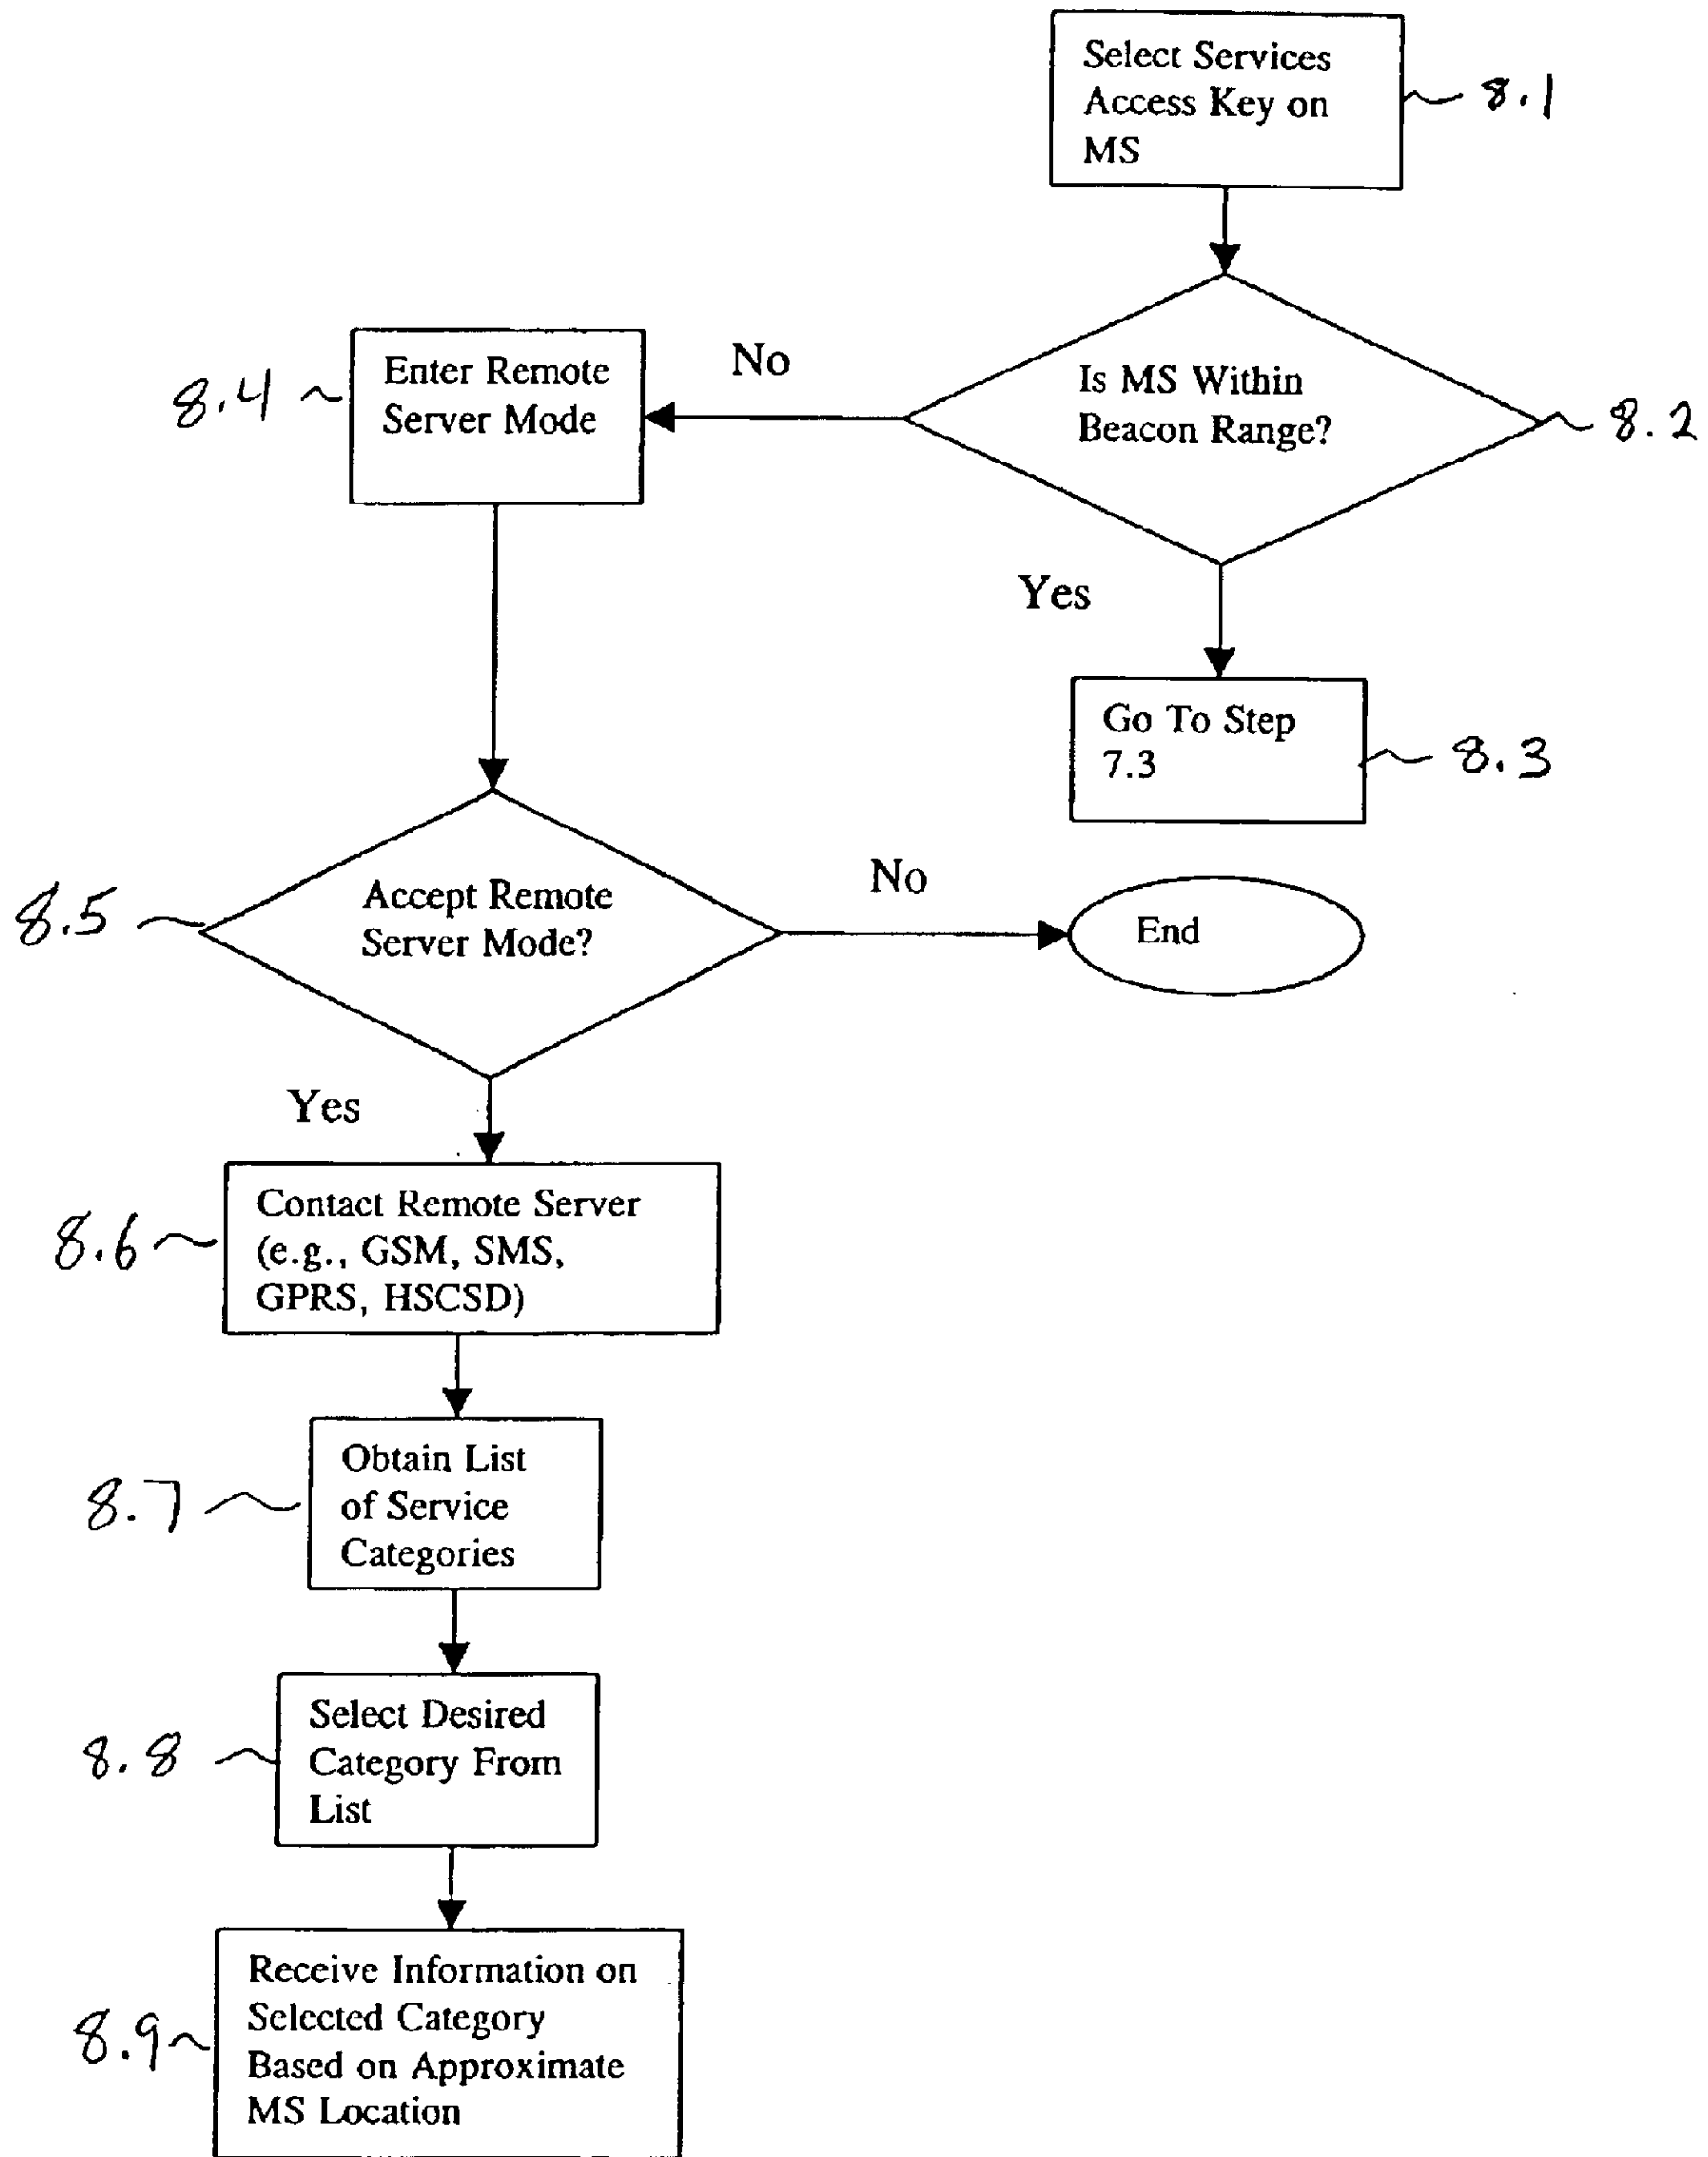 Select Services
Access Key on
MS
8.1
Is MS Within
Beacon Range?
8.2
No
Enter Remote
Server Mode
8.4
Yes
Go To Step
7.3
8.3
Accept Remote
Server Mode?
8.5
No
End
Yes
Contact Remote Server
(e.g., GSM, SMS,
GPRS, HSCSD)
8.6
Obtain List
of Service
Categories
8.7
Select Desired
Category From
List
8.8
Receive Information on
Selected Category
Based on Approximate
MS Location
8.9